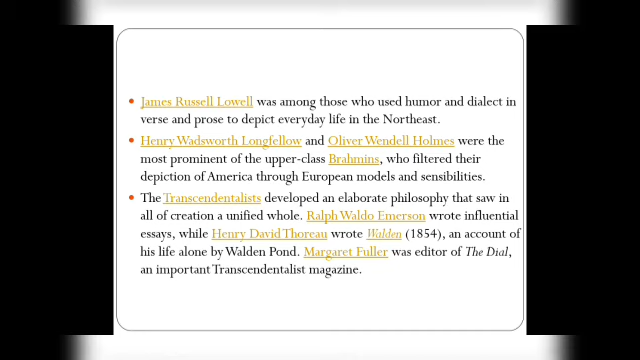 James Russell Lowell was among those who used humor and dialect in
verse and prose to depict everyday life in the Northeast.
Henry Wadsworth Longfellow and Oliver Wendell Holmes were the
most prominent of the upper-class Brahmins, who filtered their
depiction of America through European models and sensibilities.
The Transcendentalists developed an elaborate philosophy that saw in
all of creation a unified whole. Ralph Waldo Emerson wrote influential
essays, while Henry David Thoreau wrote Walden (1854), an account of
his life alone by Walden Pond. Margaret Fuller was editor of The Dial,
an important Transcendentalist magazine.